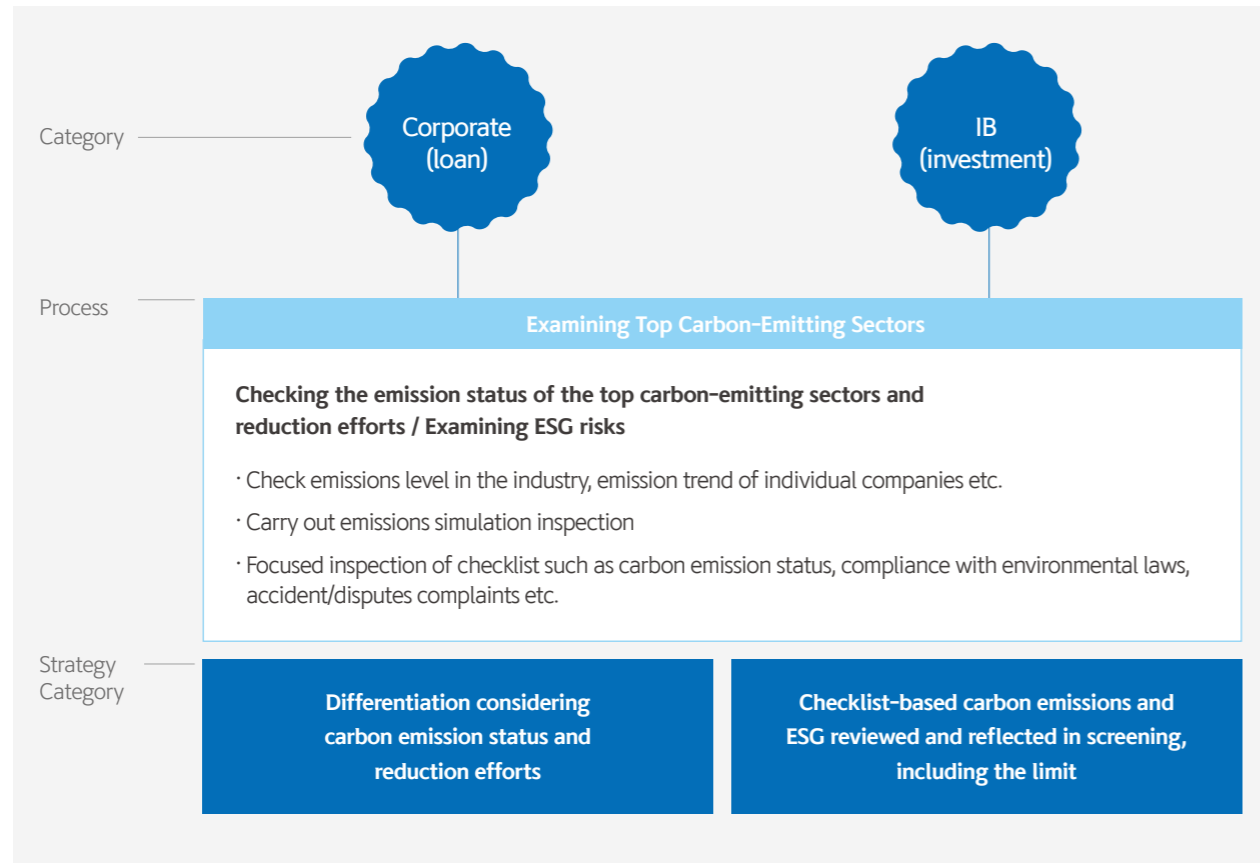 Category
Corporate
(loan)
IB
(investment)
Process
Examining Top Carbon-Emitting Sectors
Checking the emission status of the top carbon-emitting sectors and
reduction efforts / Examining ESG risks
· Check emissions level in the industry, emission trend of individual companies etc.
· Carry out emissions simulation inspection
· Focused inspection of checklist such as carbon emission status, compliance with environmental laws,
accident/disputes complaints etc.
Strategy
Category
Differentiation considering
carbon emission status and
reduction efforts
Checklist-based carbon emissions and
ESG reviewed and reflected in screening,
including the limit